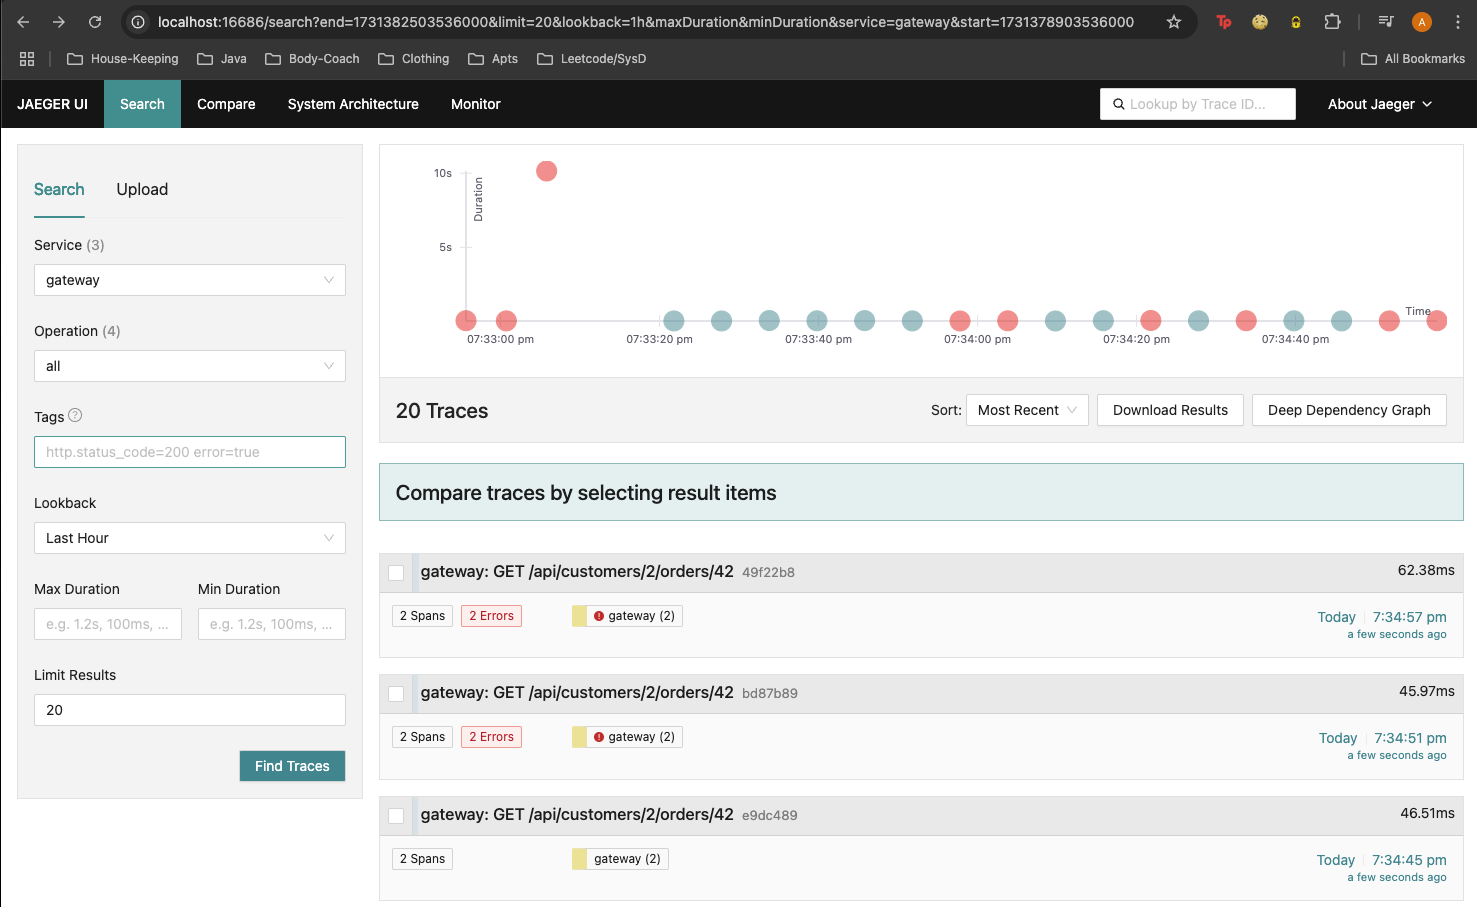 localhost:16686/search?end=1731382503536000&limit=20&lookback=1h&maxDuration&minDuration&service=gateway&start=1731378903536000
Tp
A
House-Keeping
Java
Body-Coach
Clothing
Apts
Leetcode/SysD
All Bookmarks
JAEGER UI
Search
Compare
System Architecture
Monitor
Lookup by Trace ID...
About Jaeger
Search
Upload
Service (3)
gateway
Operation (4)
all
Tags
?
http.status_code=200 error=true
Lookback
Last Hour
Max Duration
Min Duration
e.g. 1.2s, 100ms, ...
e.g. 1.2s, 100ms, ...
Limit Results
20
Find Traces
10s
5s
Duration
Time
07:33:00 pm
07:33:20 pm
07:33:40 pm
07:34:00 pm
07:34:20 pm
07:34:40 pm
20 Traces
Sort:
Most Recent
Download Results
Deep Dependency Graph
Compare traces by selecting result items
gateway: GET /api/customers/2/orders/42 49f22b8
62.38ms
2 Spans
2 Errors
gateway (2)
Today
7:34:57 pm
a few seconds ago
gateway: GET /api/customers/2/orders/42 bd87b89
45.97ms
2 Spans
2 Errors
gateway (2)
Today
7:34:51 pm
a few seconds ago
gateway: GET /api/customers/2/orders/42 e9dc489
46.51ms
2 Spans
gateway (2)
Today
7:34:45 pm
a few seconds ago